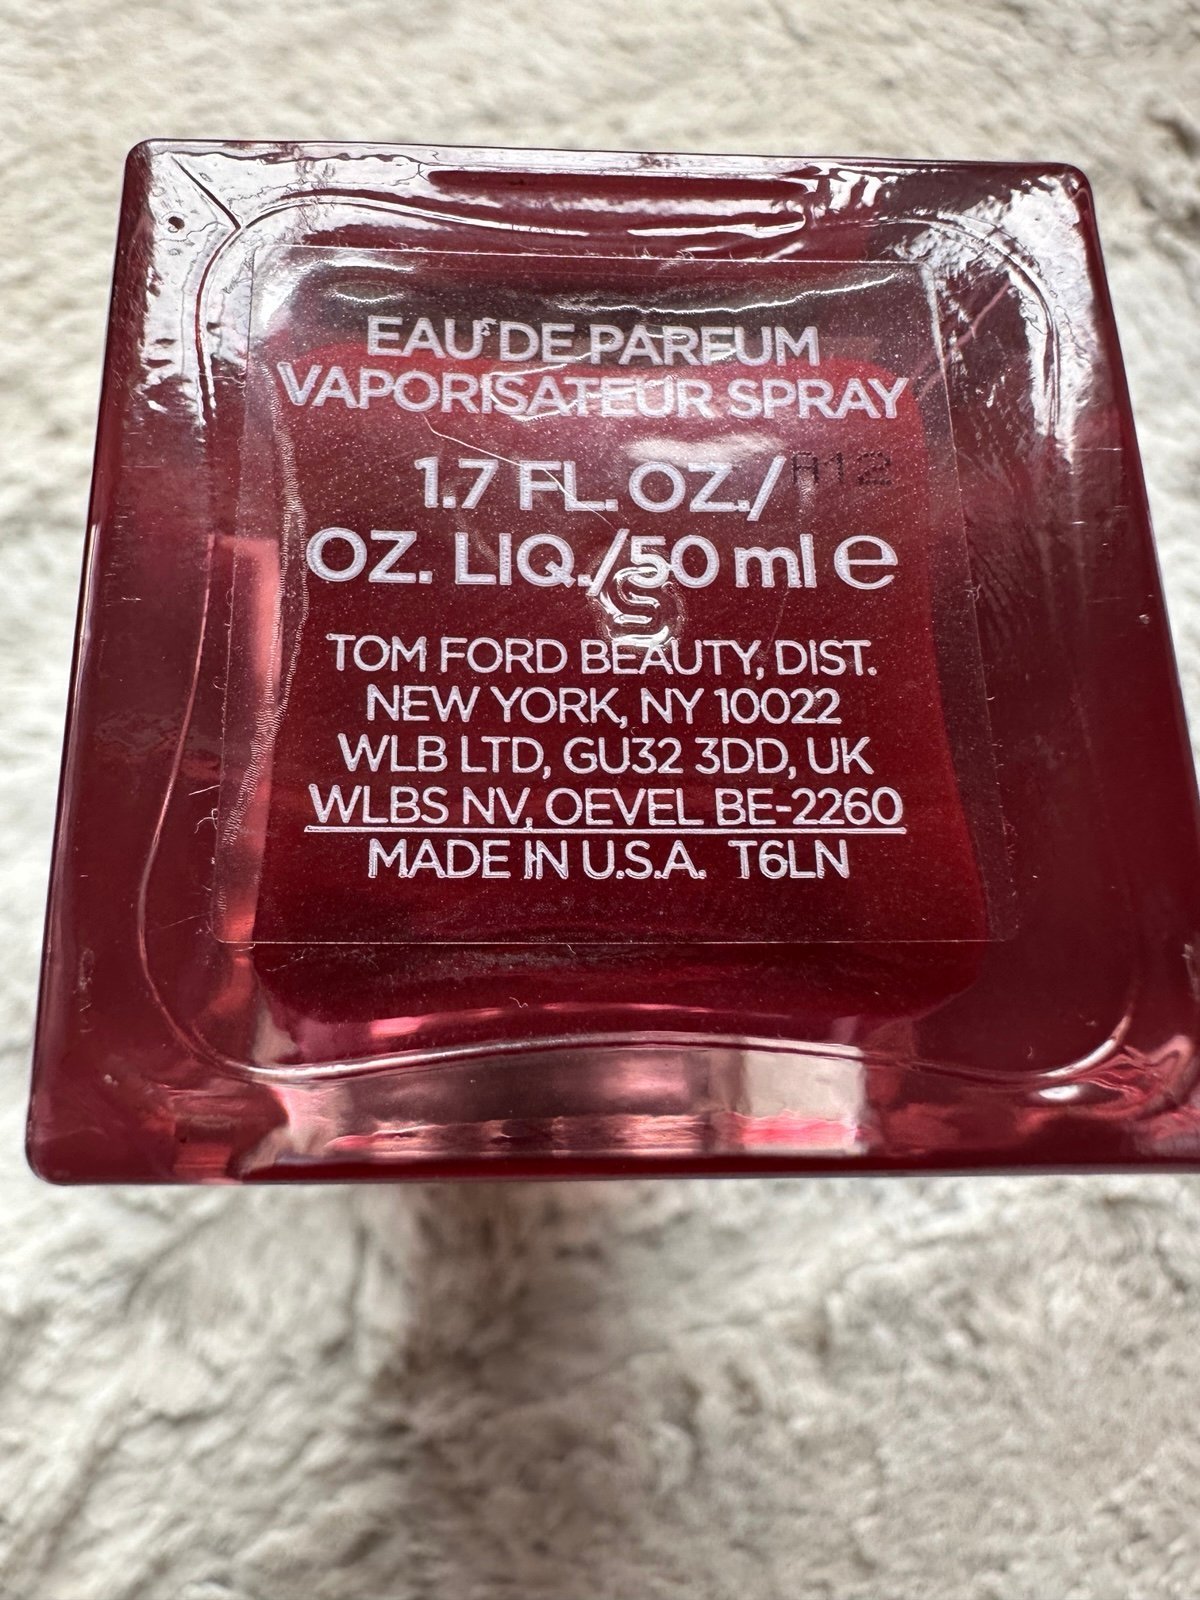 EAU DE PARFUM
VAPORISATEUR SPRAY
1.7 FL. OZ./
A12
OZ. LIQ./50 ml ℮
TOM FORD BEAUTY, DIST.
NEW YORK, NY 10022
WLB LTD, GU32 3DD, UK
WLBS NV, OEVEL BE-2260
MADE IN U.S.A. T6LN